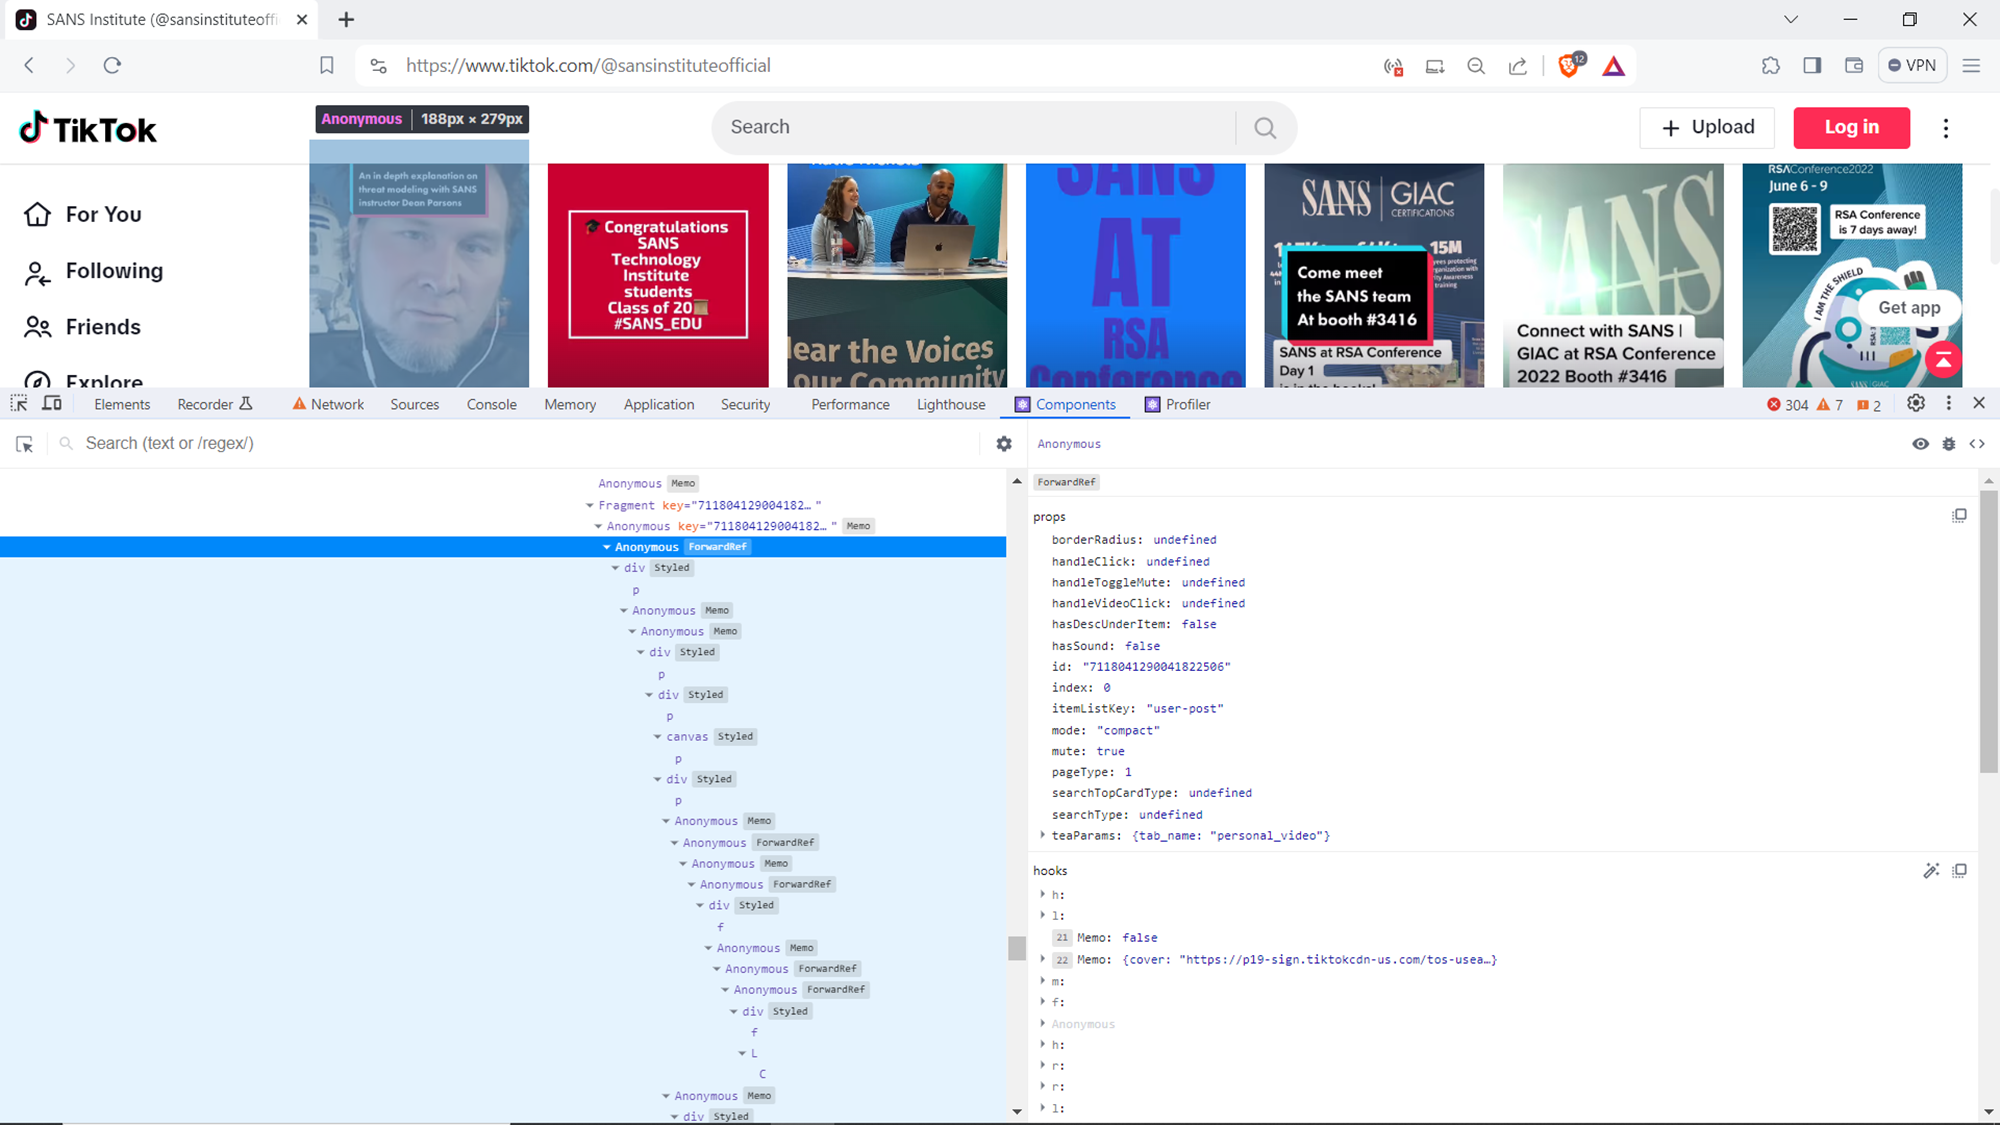 SANS Institute (@sansinstituteoffi
https://www.tiktok.com/@sansinstituteofficial
12
VPN
TikTok
Anonymous 188px × 279px
Search
Upload
Log in
For You
Following
Friends
Explore
An in depth explanation on
threat modeling with SANS
instructor Dean Parsons
Congratulations
SANS
Technology
Institute
students
Class of 20
#SANS_EDU
Hear the Voices
our Community
SANS
AT
RSA
Conference
SANS GIAC
CERTIFICATIONS
15M
Come meet
the SANS team
At booth #3416
SANS at RSA Conference
Day 1
is in the books!
SANS
Connect with SANS |
GIAC at RSA Conference
2022 Booth #3416
RSAConference2022
June 6 - 9
RSA Conference
is 7 days away!
I AM THE SHIELD
SANS GIAC
Get app
Elements
Recorder
Network
Sources
Console
Memory
Application
Security
Performance
Lighthouse
Components
Profiler
304
7
2
Search (text or /regex/)
Anonymous Memo
Fragment key="711804129004182… "
Anonymous key="711804129004182… " Memo
Anonymous ForwardRef
div Styled
p
Anonymous Memo
Anonymous Memo
div Styled
p
div Styled
p
canvas Styled
p
div Styled
p
Anonymous Memo
Anonymous ForwardRef
Anonymous Memo
Anonymous ForwardRef
div Styled
f
Anonymous Memo
Anonymous ForwardRef
Anonymous ForwardRef
div Styled
f
L
C
Anonymous Memo
div Styled
Anonymous
ForwardRef
props
borderRadius: undefined
handleClick: undefined
handleToggleMute: undefined
handleVideoClick: undefined
hasDescUnderItem: false
hasSound: false
id: "7118041290041822506"
index: 0
itemListKey: "user-post"
mode: "compact"
mute: true
pageType: 1
searchTopCardType: undefined
searchType: undefined
teaParams: {tab_name: "personal_video"}
hooks
h:
l:
21 Memo: false
22 Memo: {cover: "https://p19-sign.tiktokcdn-us.com/tos-usea…}
m:
f:
Anonymous
h:
r:
r:
l: